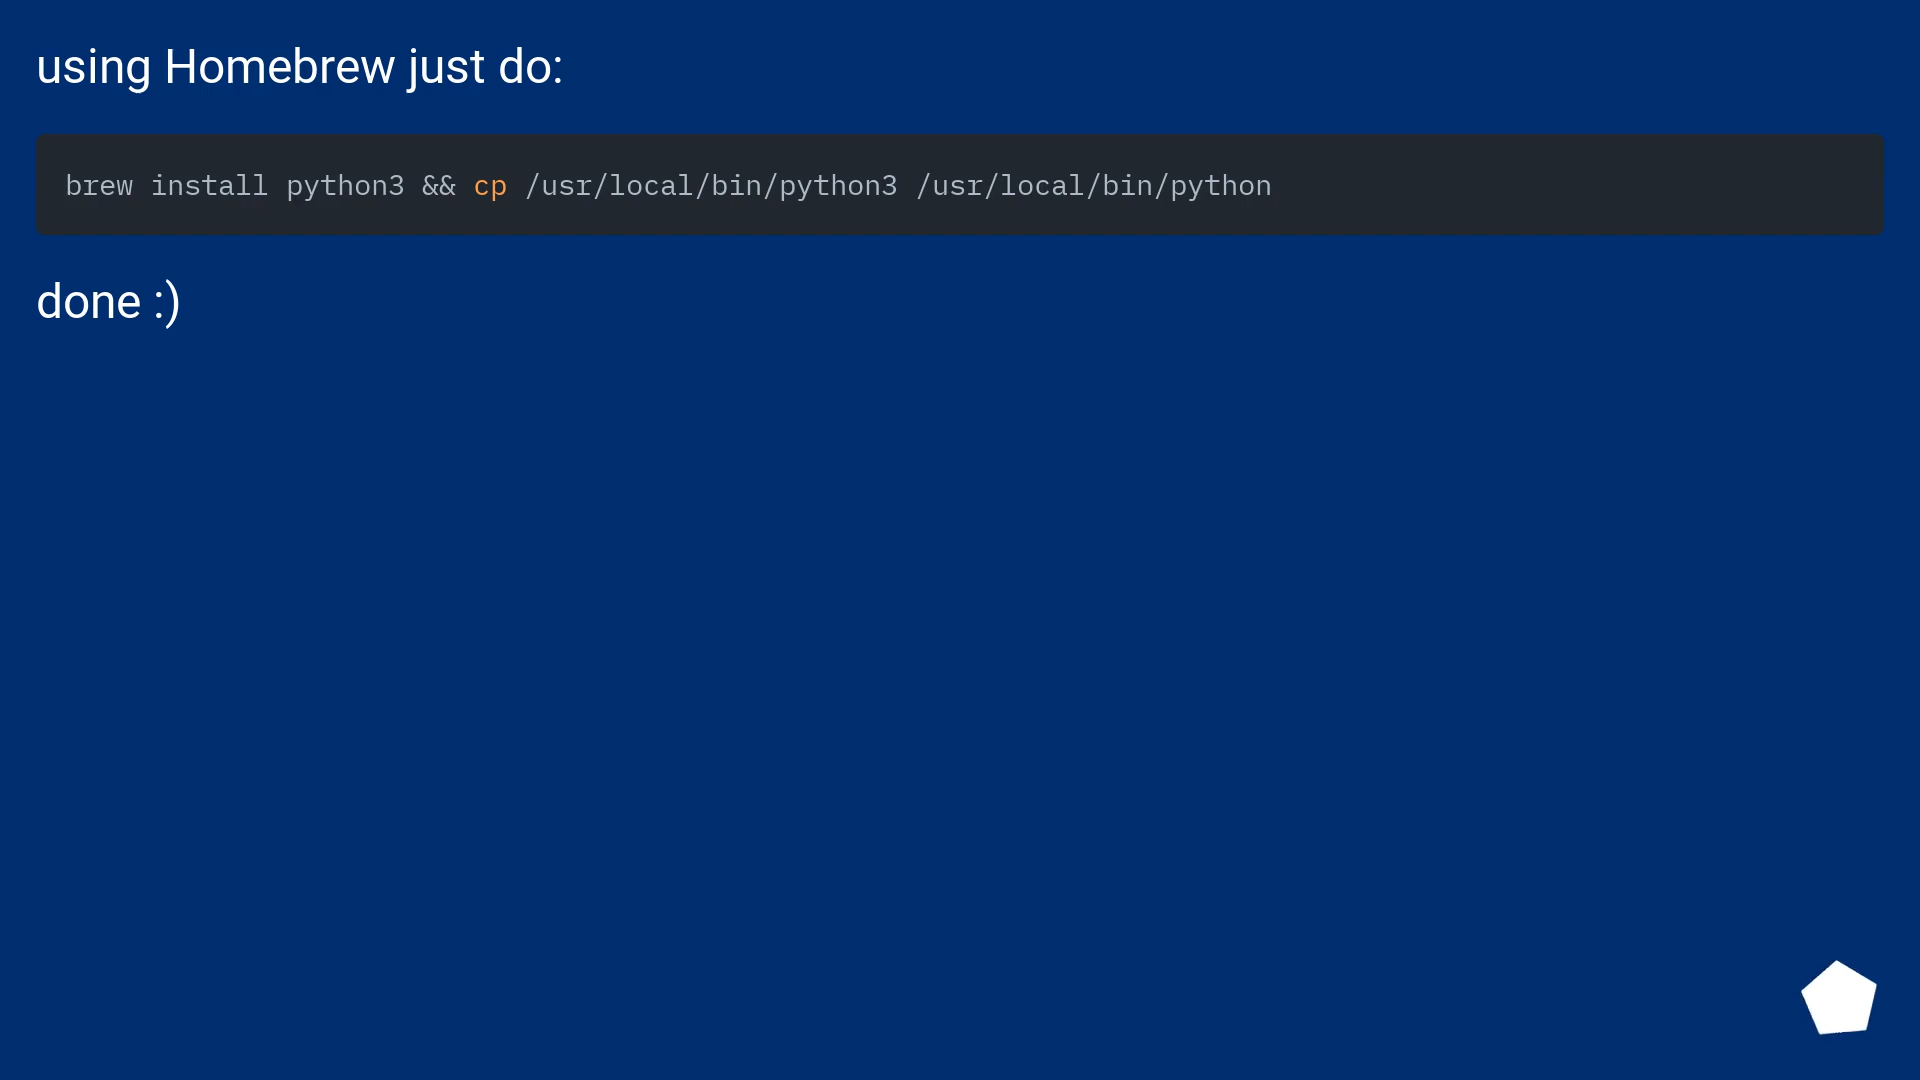 using Homebrew just do:
brew install python3 && cp /usr/local/bin/python3 /usr/local/bin/python
done :)